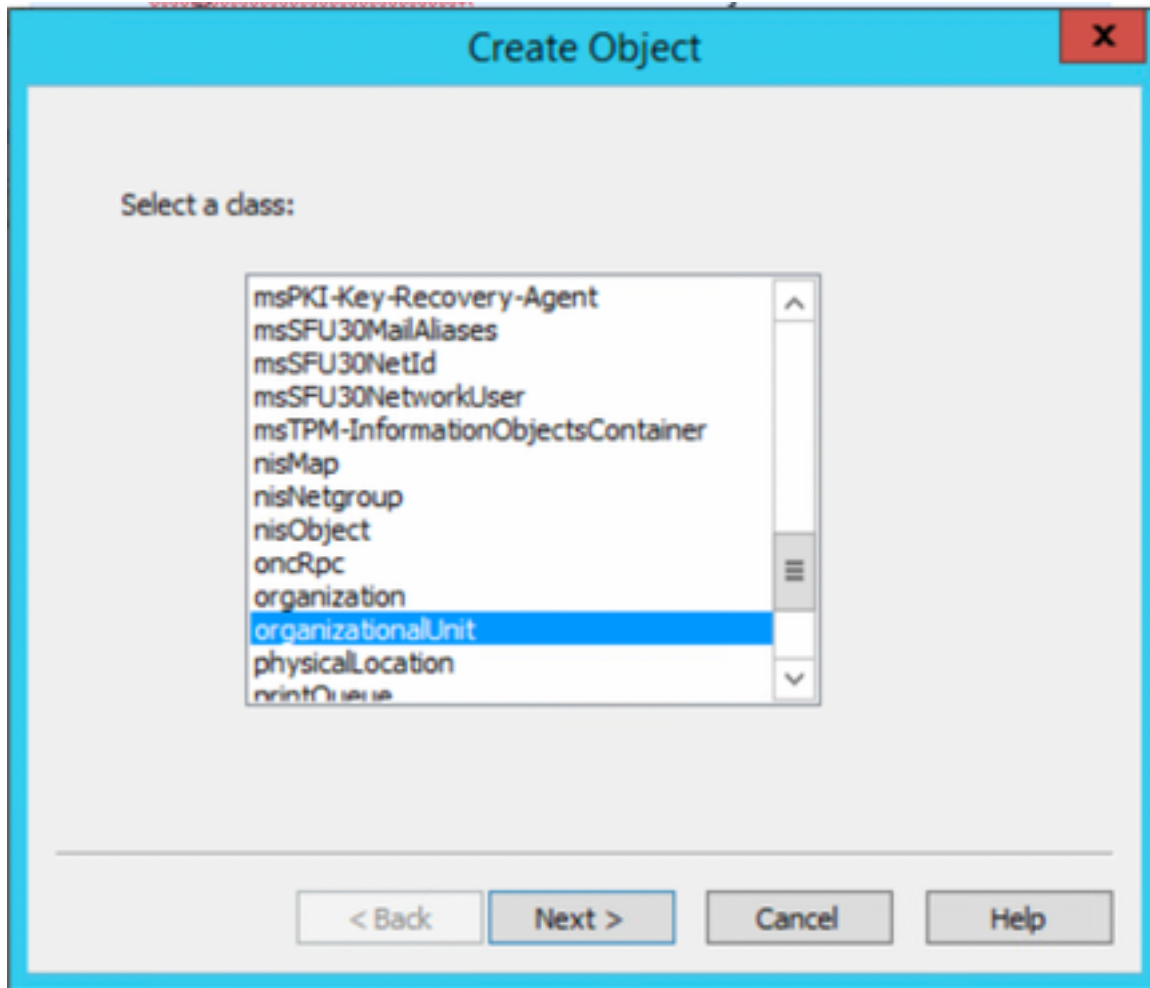 Create Object
x
Select a class:
msPKI-Key-Recovery-Agent
msSFU30MailAliases
msSFU30NetId
msSFU30NetworkUser
msTPM-InformationObjectsContainer
nisMap
nisNetgroup
nisObject
oncRpc
organization
organizationalUnit
physicalLocation
printQueue
< Back
Next >
Cancel
Help